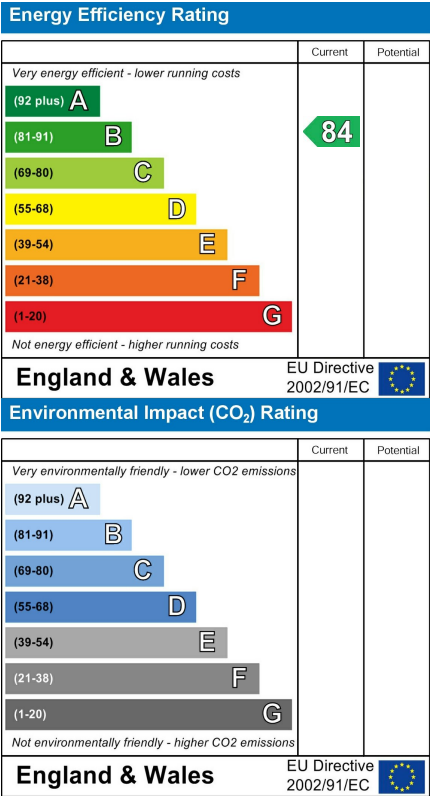 Energy Efficiency Rating
Current Potential
Very energy efficient - lower running costs
(92 plus) A
(81-91) B 84
(69-80) C
(55-68) D
(39-54) E
(21-38) F
(1-20) G
Not energy efficient - higher running costs
England & Wales
EU Directive
2002/91/EC
Environmental Impact (CO₂) Rating
Current Potential
Very environmentally friendly - lower CO2 emissions
(92 plus) A
(81-91) B
(69-80) C
(55-68) D
(39-54) E
(21-38) F
(1-20) G
Not environmentally friendly - higher CO2 emissions
England & Wales
EU Directive
2002/91/EC